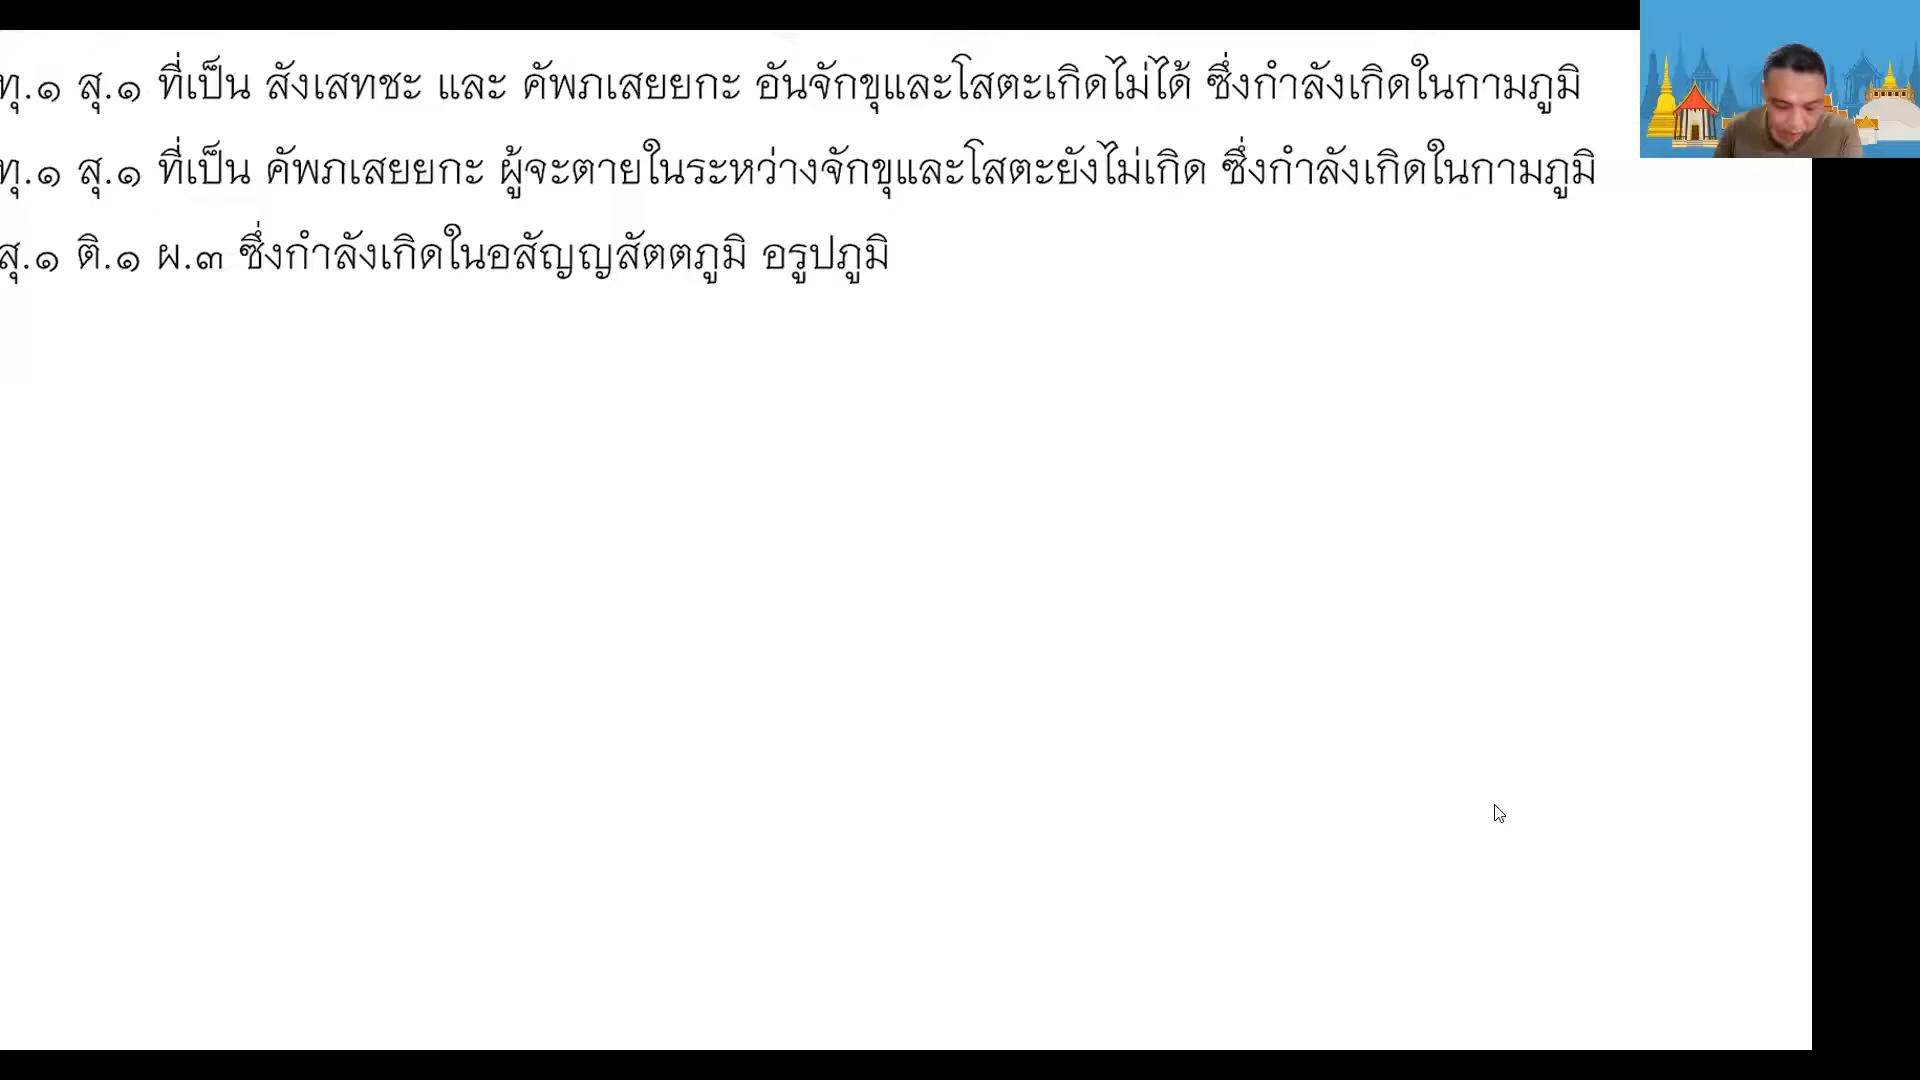 ทุ.๑ สุ.๑ ที่เป็น สังเสทชะ และ คัพภเสยยกะ อันจักขุและโสตะเกิดไม่ได้ ซึ่งกำลังเกิดในกามภูมิ
ทุ.๑ สุ.๑ ที่เป็น คัพภเสยยกะ ผู้จะตายในระหว่างจักขุและโสตะยังไม่เกิด ซึ่งกำลังเกิดในกามภูมิ
สุ.๑ ติ.๑ ผ.๓ ซึ่งกำลังเกิดในอสัญญสัตตภูมิ อรูปภูมิ